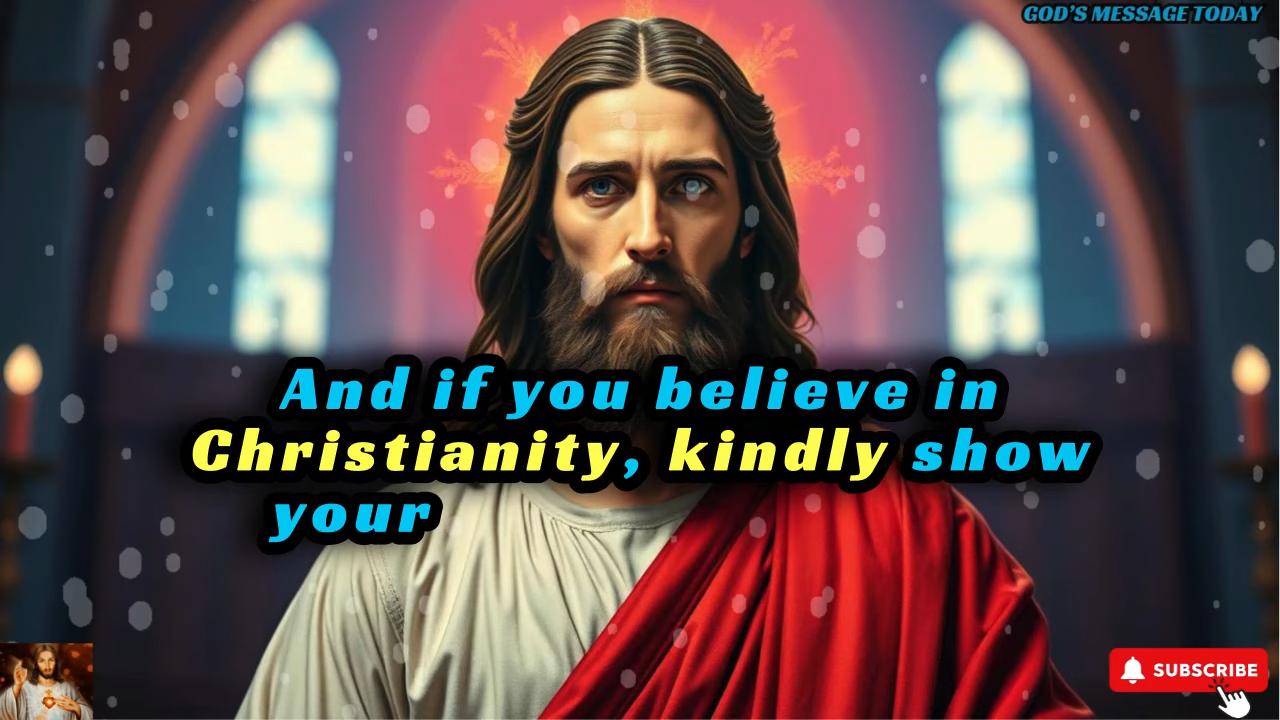 GOD'S MESSAGE TODAY
And if you believe in
Christianity, kindly show
your
SUBSCRIBE